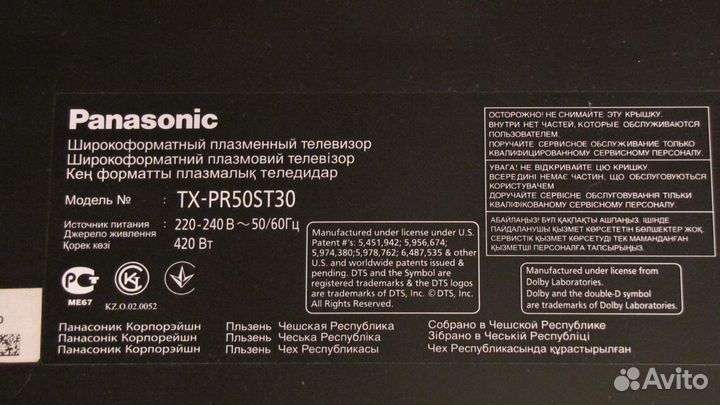 Panasonic
Широкоформатный плазменный телевизор
Широкоформатний плазмовий телевізор
Кең форматты плазмалық теледидар
Модель № : TX-PR50ST30
Источник питания : 220-240 В ~ 50/60Гц
Джерело живлення
Қорек көзі 420 Вт
ME67
KZ.O.02.0052
Manufactured under license under U.S.
Patent #'s: 5,451,942; 5,956,674;
5,974,380; 5,978,762; 6,487,535 & other
U.S. and worldwide patents issued &
pending. DTS and the Symbol are
registered trademarks & the DTS logos
are trademarks of DTS, Inc. © DTS, Inc.
All Rights Reserved.
ОСТОРОЖНО! НЕ СНИМАЙТЕ ЭТУ КРЫШКУ.
ВНУТРИ НЕТ ЧАСТЕЙ, КОТОРЫЕ ОБСЛУЖИВАЮТСЯ
ПОЛЬЗОВАТЕЛЕМ.
ПОРУЧАЙТЕ СЕРВИСНОЕ ОБСЛУЖИВАНИЕ ТОЛЬКО
КВАЛИФИЦИРОВАННОМУ СЕРВИСНОМУ ПЕРСОНАЛУ.
УВАГА! НЕ ВІДКРИВАЙТЕ ЦЮ КРИШКУ.
ВСЕРЕДИНІ НЕМАЄ ЧАСТИН, ЩО ОБСЛУГОВУЮТЬСЯ
КОРИСТУВАЧЕМ
ДОРУЧАЙТЕ СЕРВІСНЕ ОБСЛУГОВУВАННЯ ТІЛЬКИ
КВАЛІФІКОВАНОМУ СЕРВІСНОМУ ПЕРСОНАЛУ.
АБАЙЛАҢЫЗ! БҰЛ ҚАҚПАҚТЫ АШПАҢЫЗ. ІШІНДЕ
ПАЙДАЛАНУШЫ ҚЫЗМЕТ КӨРСЕТЕТІН БӨЛШЕКТЕР ЖОҚ.
СЕРВИСТІК ҚЫЗМЕТ КӨРСЕТУДІ ТЕК МАМАНДАНҒАН
ҚЫЗМЕТШІ ПЕРСОНАЛҒА ТАПСЫРЫҢЫЗ.
Manufactured under license from
Dolby Laboratories.
Dolby and the double-D symbol
are trademarks of Dolby Laboratories.
Панасоник Корпорэйшн Пльзень Чешская Республика Собрано в Чешской Республике
Панасонік Корпорейшн Пльзень Чеська Республіка Зібрано в Чеській Республіці
Панасоник Корпорэйшн Пльзень Чех Республикасы Чех Республикасында құрастырылған
Avito